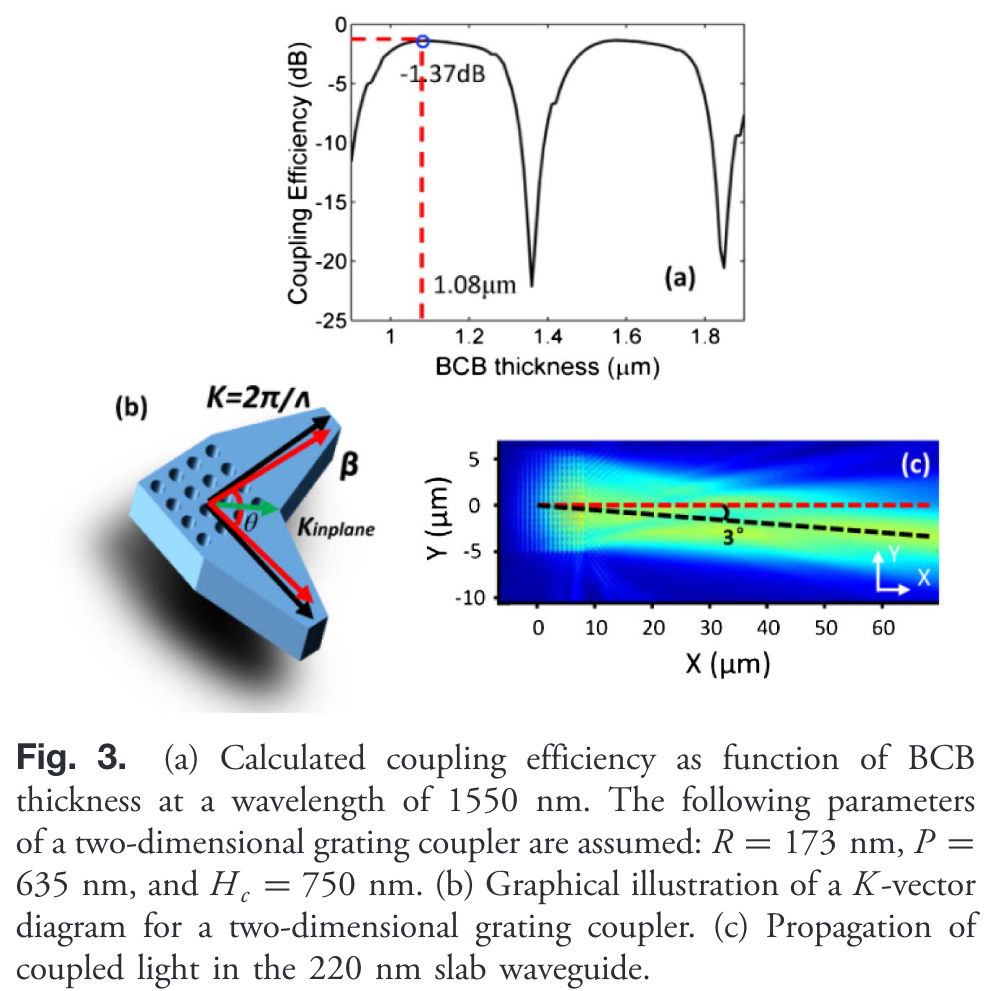 0
-5
-10
-15
-20
-25
Coupling Efficiency (dB)
-1.37dB
1.08μm
(a)
1 1.2 1.4 1.6 1.8
BCB thickness (μm)
(b)
K=2π/Λ
β
θ
Kinplane
(c)
5
0
-5
-10
Y (μm)
3°
Y
X
0 10 20 30 40 50 60
X (μm)
Fig. 3. (a) Calculated coupling efficiency as function of BCB
thickness at a wavelength of 1550 nm. The following parameters
of a two-dimensional grating coupler are assumed: R = 173 nm, P =
635 nm, and Hc = 750 nm. (b) Graphical illustration of a K-vector
diagram for a two-dimensional grating coupler. (c) Propagation of
coupled light in the 220 nm slab waveguide.